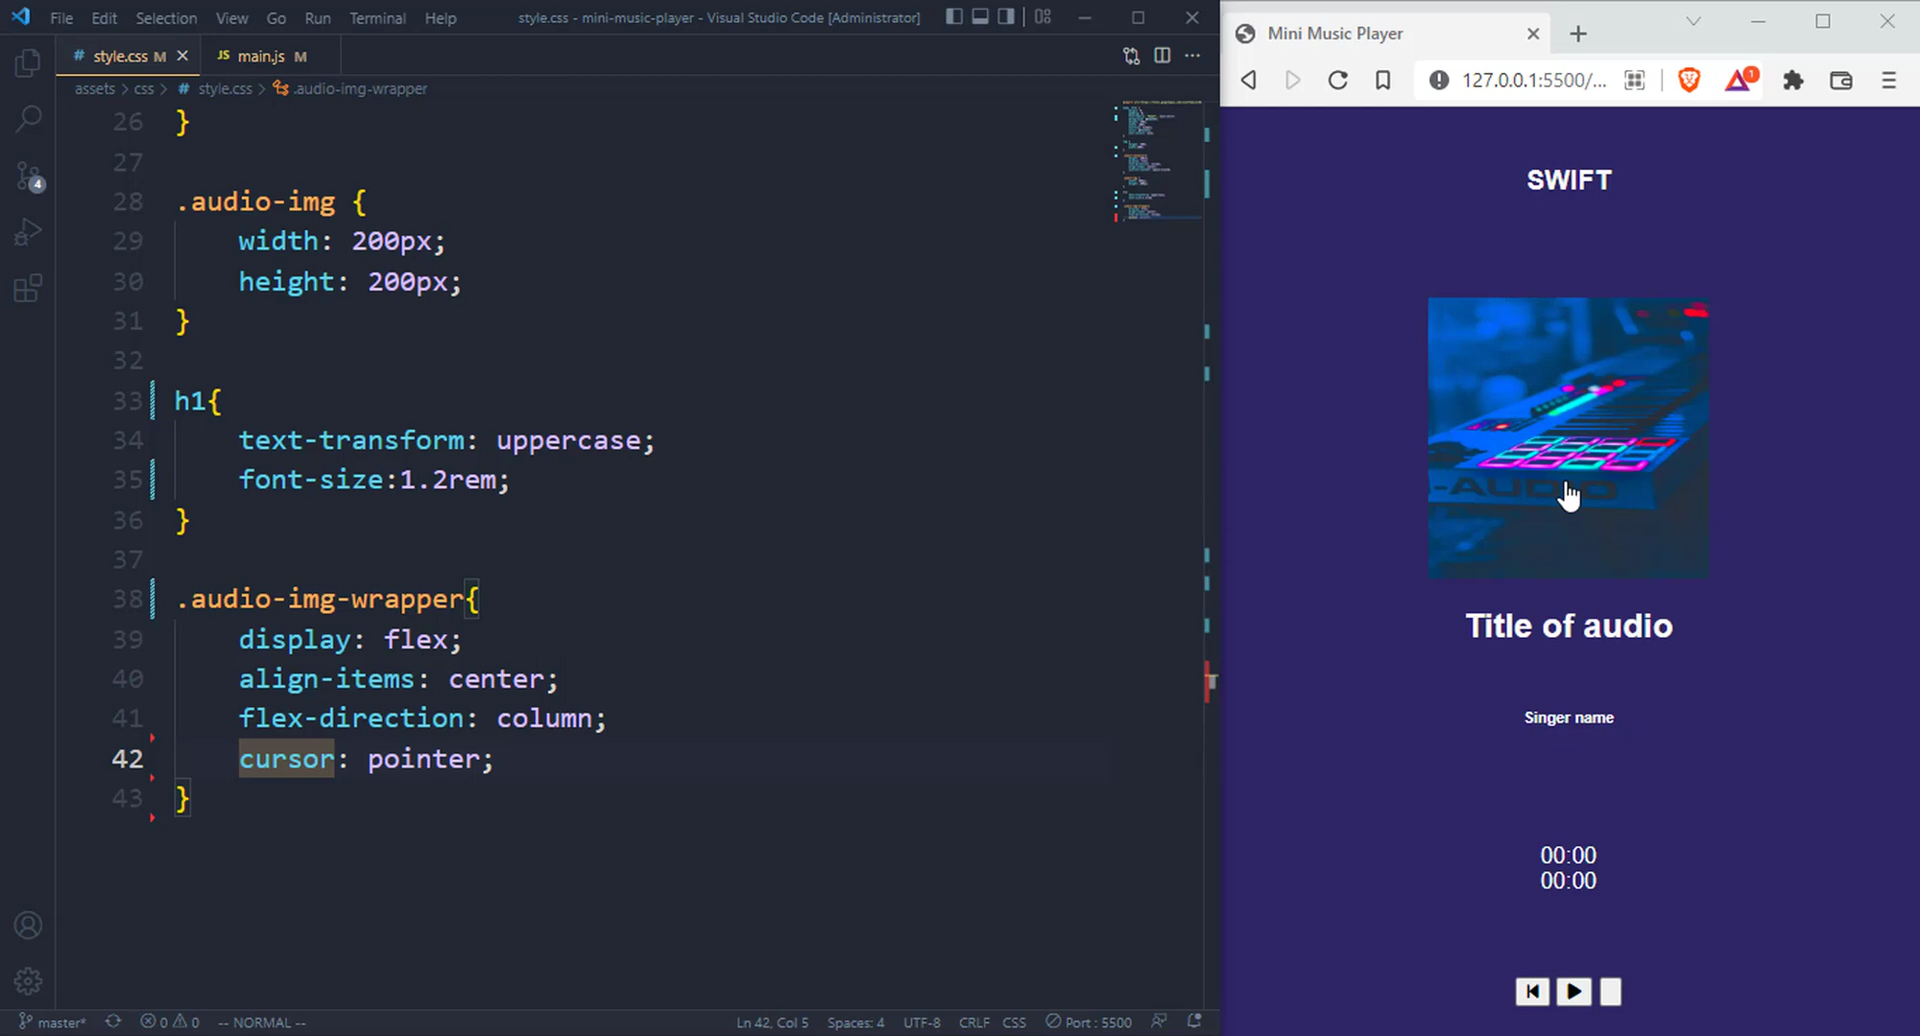 File Edit Selection View Go Run Terminal Help style.css - mini-music-player - Visual Studio Code [Administrator]
# style.css M
JS main.js M
assets > css > # style.css > .audio-img-wrapper
26 }
27
28 .audio-img {
29 width: 200px;
30 height: 200px;
31 }
32
33 h1{
34 text-transform: uppercase;
35 font-size:1.2rem;
36 }
37
38 .audio-img-wrapper{
39 display: flex;
40 align-items: center;
41 flex-direction: column;
42 cursor: pointer;
43 }
4
master* 0 0 -- NORMAL -- Ln 42, Col 5 Spaces: 4 UTF-8 CRLF CSS Port : 5500
Mini Music Player
127.0.0.1:5500/... 1
SWIFT
-AUDIO
Title of audio
Singer name
00:00
00:00